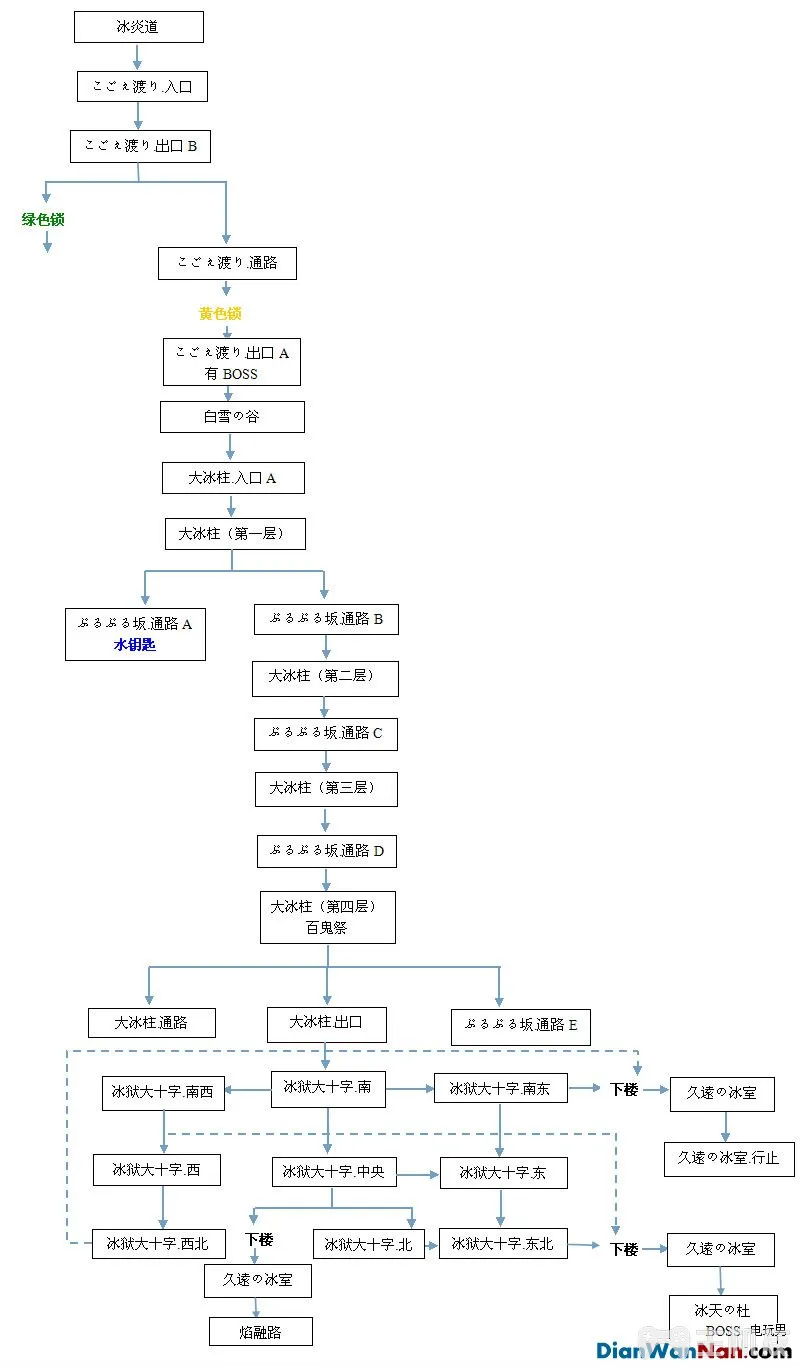 冰炎道
こごぇ渡り.入口
こごぇ渡り.出口 B
绿色锁
こごぇ渡り.通路
黄色锁
こごぇ渡り.出口 A
有 BOSS
白雪の谷
大冰柱.入口 A
大冰柱（第一层）
ぶるぶる坂.通路 A
水钥匙
ぶるぶる坂.通路 B
大冰柱（第二层）
ぶるぶる坂.通路 C
大冰柱（第三层）
ぶるぶる坂.通路 D
大冰柱（第四层）
百鬼祭
大冰柱.通路
大冰柱.出口
ぶるぶる坂.通路 E
冰狱大十字.南西
冰狱大十字.南
冰狱大十字.南东
下楼
久遠の冰室
久遠の冰室.行止
冰狱大十字.西
冰狱大十字.中央
冰狱大十字.东
冰狱大十字.西北
下楼
冰狱大十字.北
冰狱大十字.东北
下楼
久遠の冰室
久遠の冰室
焰融路
冰天の杜
BOSS 电玩男
DianWanNan.com